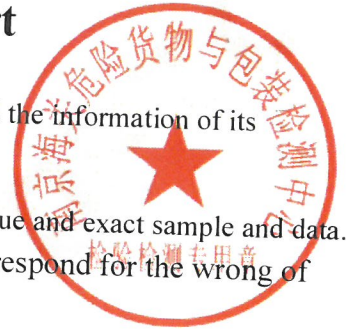 rt
the information of its
ue and exact sample and data.
respond for the wrong of
南京海关危险货物与包装检测中心
检验检测专用章